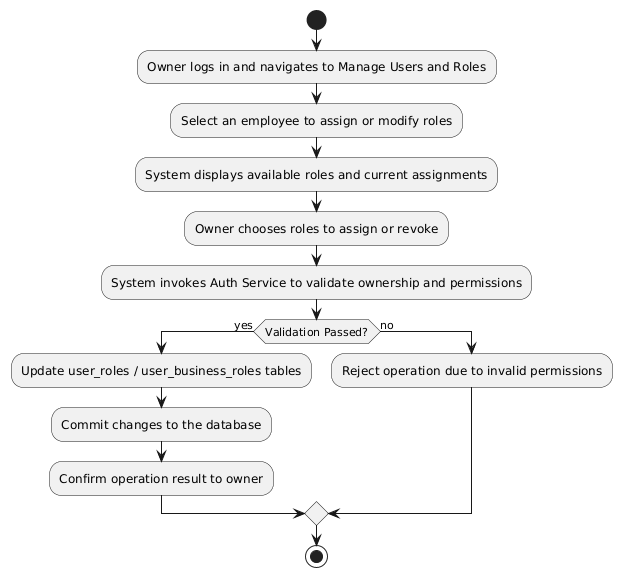 Owner logs in and navigates to Manage Users and Roles
Select an employee to assign or modify roles
System displays available roles and current assignments
Owner chooses roles to assign or revoke
System invokes Auth Service to validate ownership and permissions
yes
Validation Passed?
no
Update user_roles / user_business_roles tables
Reject operation due to invalid permissions
Commit changes to the database
Confirm operation result to owner